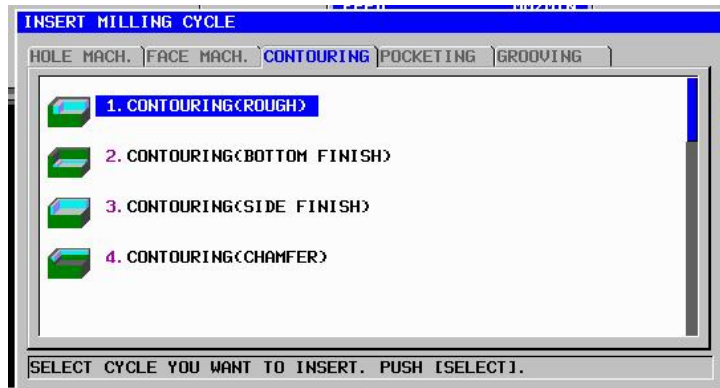 INSERT MILLING CYCLE
HOLE MACH. FACE MACH. CONTOURING POCKETING GROOVING
1. CONTOURING(ROUGH)
2. CONTOURING(BOTTOM FINISH)
3. CONTOURING(SIDE FINISH)
4. CONTOURING(CHAMFER)
SELECT CYCLE YOU WANT TO INSERT. PUSH [SELECT].